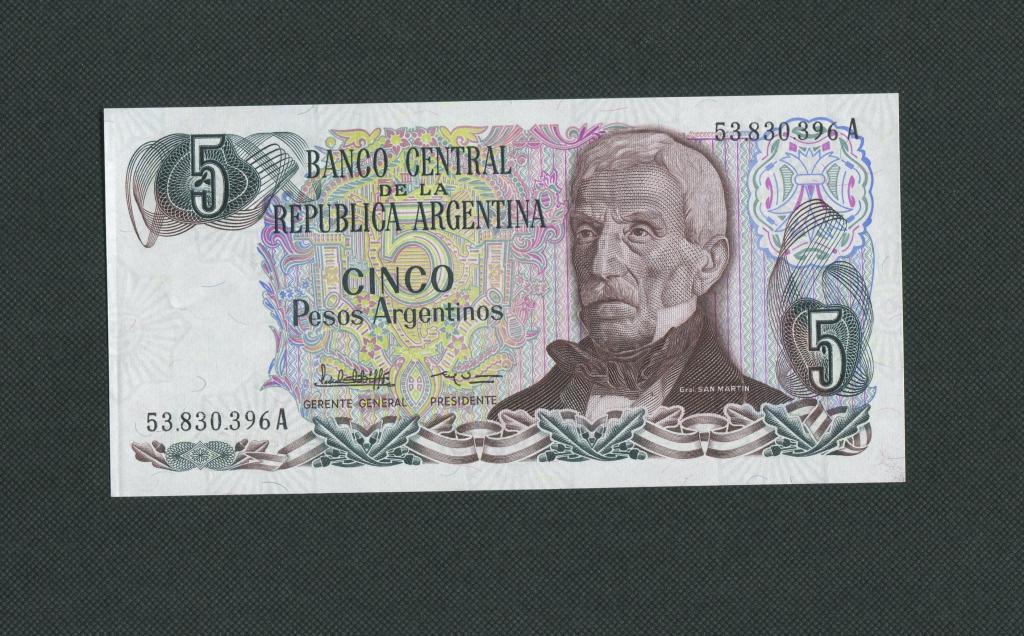 53.830.396 A
5
BANCO CENTRAL
DE LA
REPUBLICA ARGENTINA
5
CINCO
Pesos Argentinos
5
GERENTE GENERAL PRESIDENTE
Gral. SAN MARTIN
53.830.396 A